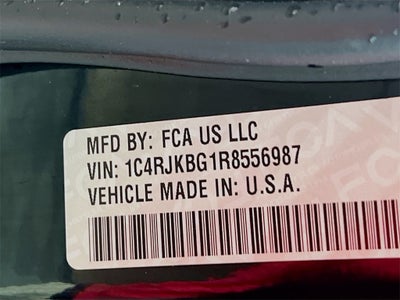 MFD BY: FCA US LLC
VIN: 1C4RJKBG1R8556987
VEHICLE MADE IN: U.S.A.